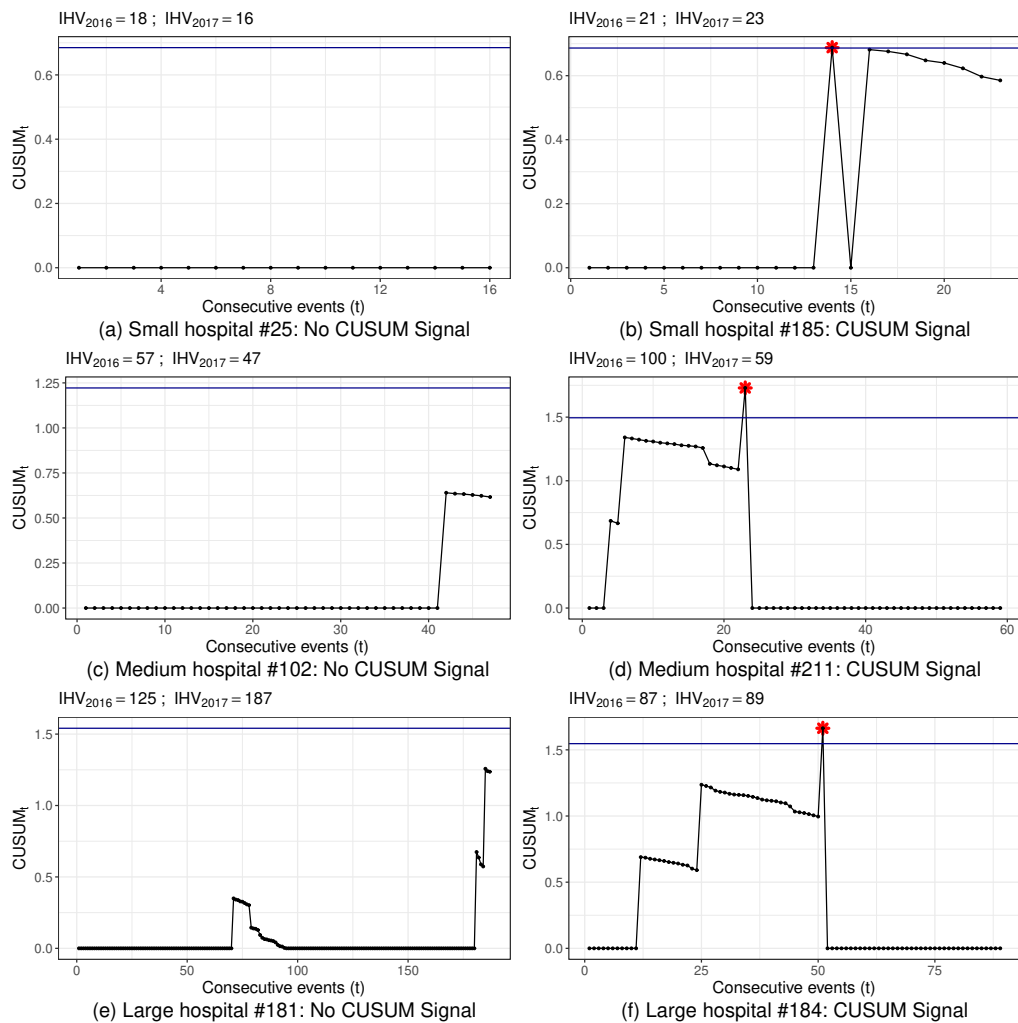 IHV2016 = 18 ; IHV2017 = 16
CUSUMt
0.6
0.4
0.2
0.0
4 8 12 16
Consecutive events (t)
(a) Small hospital #25: No CUSUM Signal
IHV2016 = 21 ; IHV2017 = 23
CUSUMt
0.6
0.4
0.2
0.0
0 5 10 15 20
Consecutive events (t)
(b) Small hospital #185: CUSUM Signal
IHV2016 = 57 ; IHV2017 = 47
CUSUMt
1.25
1.00
0.75
0.50
0.25
0.00
0 10 20 30 40
Consecutive events (t)
(c) Medium hospital #102: No CUSUM Signal
IHV2016 = 100 ; IHV2017 = 59
CUSUMt
1.5
1.0
0.5
0.0
0 20 40 60
Consecutive events (t)
(d) Medium hospital #211: CUSUM Signal
IHV2016 = 125 ; IHV2017 = 187
CUSUMt
1.5
1.0
0.5
0.0
0 50 100 150
Consecutive events (t)
(e) Large hospital #181: No CUSUM Signal
IHV2016 = 87 ; IHV2017 = 89
CUSUMt
1.5
1.0
0.5
0.0
0 25 50 75
Consecutive events (t)
(f) Large hospital #184: CUSUM Signal